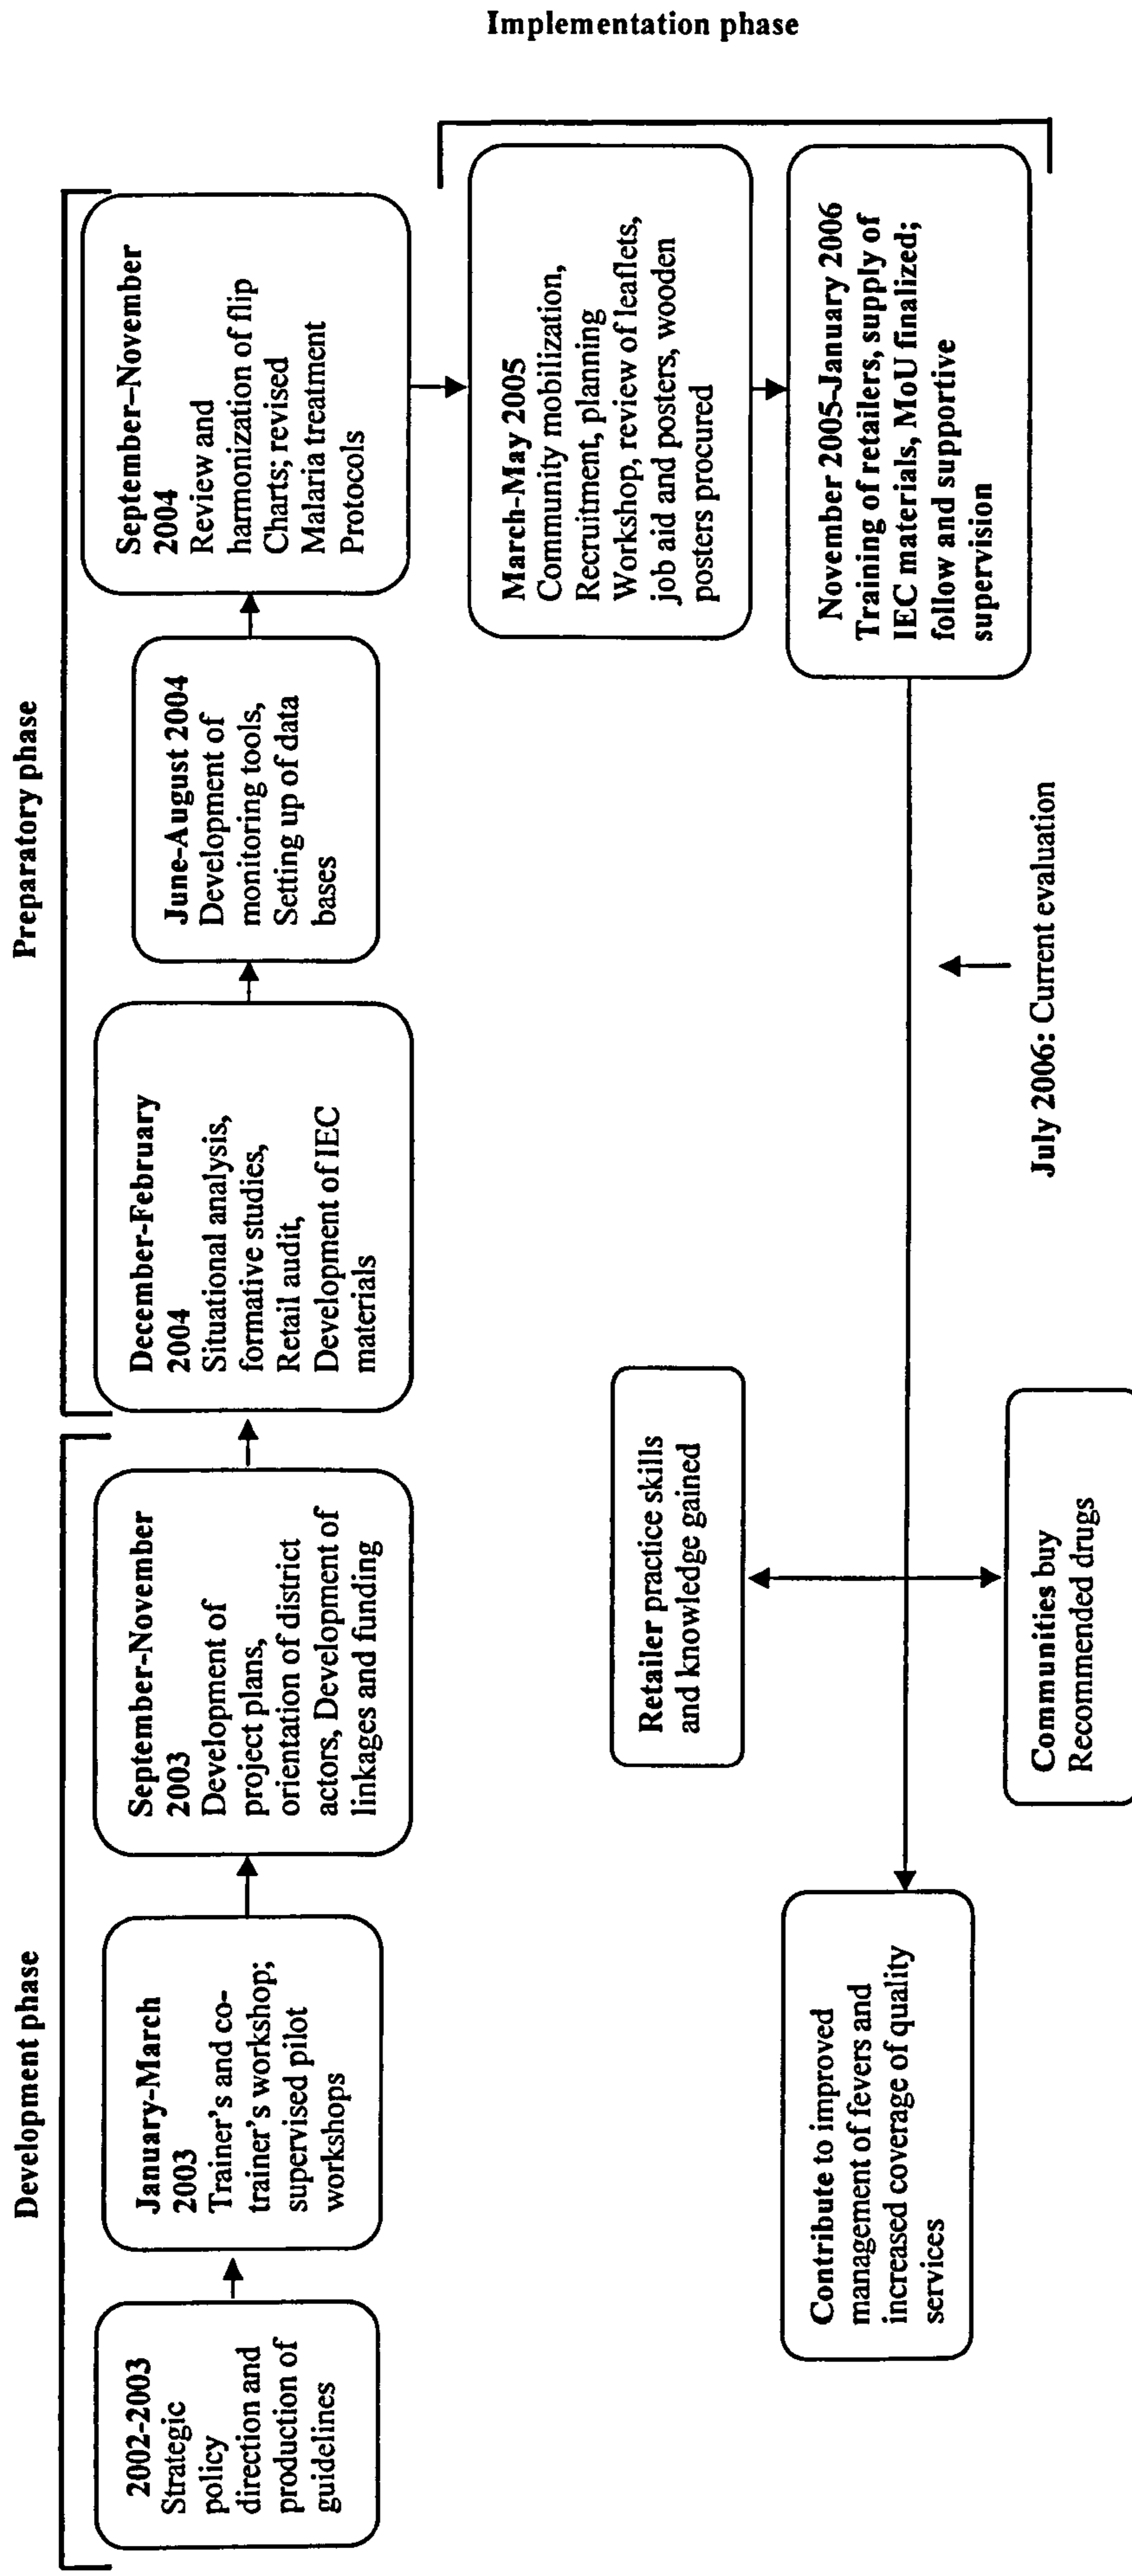 Development phase
2002-2003
Strategic
policy
direction and
production of
guidelines
January-March
2003
Trainer's and co-
trainer's workshop;
supervised pilot
workshops
September-November
2003
Development of
project plans,
orientation of district
actors, Development of
linkages and funding
Preparatory phase
December-February
2004
Situational analysis,
formative studies,
Retail audit,
Development of IEC
materials
June-August 2004
Development of
monitoring tools,
Setting up of data
bases
September–November
2004
Review and
harmonization of flip
Charts; revised
Malaria treatment
Protocols
Implementation phase
March-May 2005
Community mobilization,
Recruitment, planning
Workshop, review of leaflets,
job aid and posters, wooden
posters procured
November 2005-January 2006
Training of retailers, supply of
IEC materials, MoU finalized;
follow and supportive
supervision
July 2006: Current evaluation
Retailer practice skills
and knowledge gained
Communities buy
Recommended drugs
Contribute to improved
management of fevers and
increased coverage of quality
services